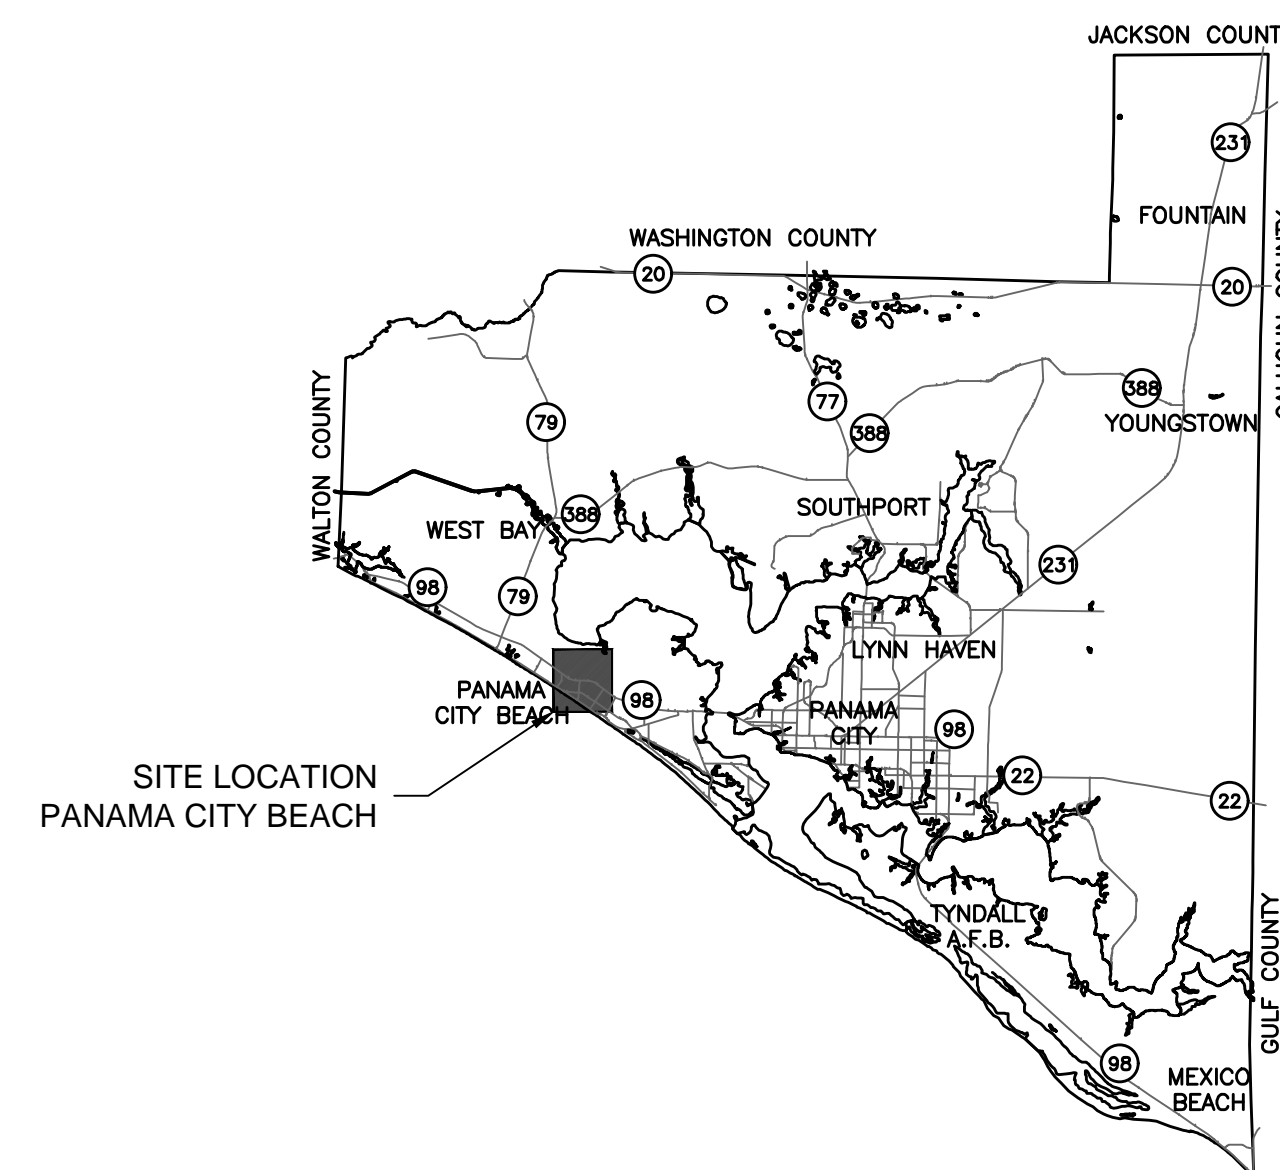 JACKSON COUNT
231
FOUNTAIN
WASHINGTON COUNTY
20
20
CALHOUN COUNTY
WALTON COUNTY
79
77
388
388
YOUNGSTOWN
SOUTHPORT
388
WEST BAY
231
98
79
LYNN HAVEN
PANAMA
CITY BEACH
98
PANAMA
CITY
98
SITE LOCATION
PANAMA CITY BEACH
22
22
TYNDALL
A.F.B.
GULF COUNTY
98
MEXICO
BEACH